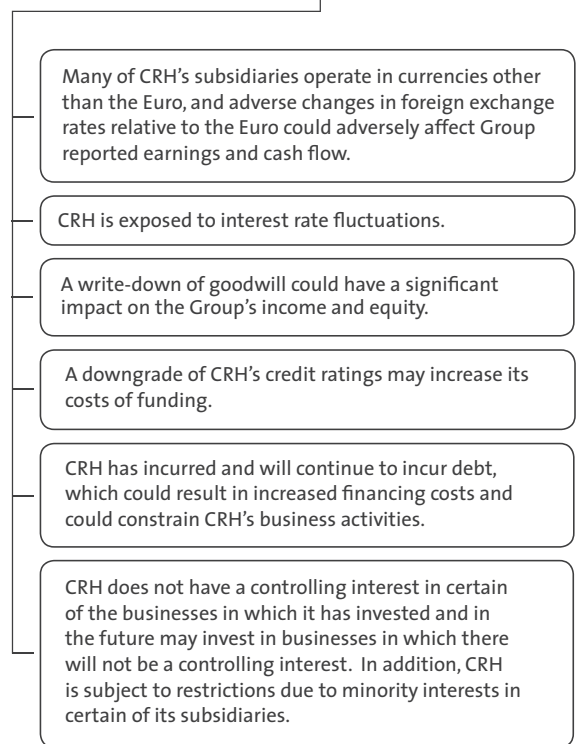 Many of CRH’s subsidiaries operate in currencies other
than the Euro, and adverse changes in foreign exchange
rates relative to the Euro could adversely affect Group
reported earnings and cash flow.
CRH is exposed to interest rate fluctuations.
A write-down of goodwill could have a significant
impact on the Group’s income and equity.
A downgrade of CRH’s credit ratings may increase its
costs of funding.
CRH has incurred and will continue to incur debt,
which could result in increased financing costs and
could constrain CRH’s business activities.
CRH does not have a controlling interest in certain
of the businesses in which it has invested and in
the future may invest in businesses in which there
will not be a controlling interest. In addition, CRH
is subject to restrictions due to minority interests in
certain of its subsidiaries.